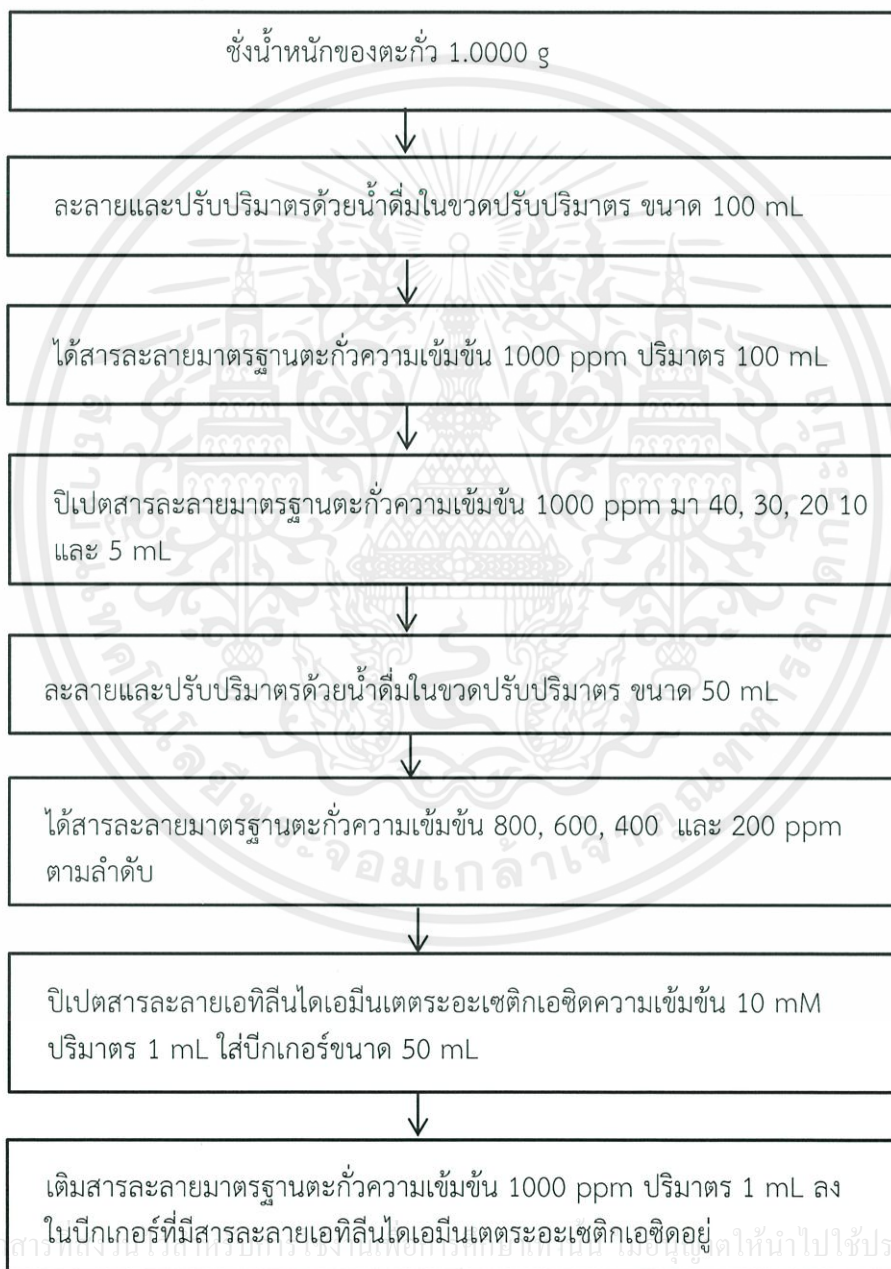 ชั่งน้ำหนักของตะกั่ว 1.0000 g
ละลายและปรับปริมาตรด้วยน้ำดื่มในขวดปรับปริมาตร ขนาด 100 mL
ได้สารละลายมาตรฐานตะกั่วความเข้มข้น 1000 ppm ปริมาตร 100 mL
ปิเปตสารละลายมาตรฐานตะกั่วความเข้มข้น 1000 ppm มา 40, 30, 20 10
และ 5 mL
ละลายและปรับปริมาตรด้วยน้ำดื่มในขวดปรับปริมาตร ขนาด 50 mL
ได้สารละลายมาตรฐานตะกั่วความเข้มข้น 800, 600, 400 และ 200 ppm
ตามลำดับ
ปิเปตสารละลายเอทิลีนไดเอมีนเตตระอะเซติกเอซิดความเข้มข้น 10 mM
ปริมาตร 1 mL ใส่บีกเกอร์ขนาด 50 mL
เติมสารละลายมาตรฐานตะกั่วความเข้มข้น 1000 ppm ปริมาตร 1 mL ลง
ในบีกเกอร์ที่มีสารละลายเอทิลีนไดเอมีนเตตระอะเซติกเอซิดอยู่